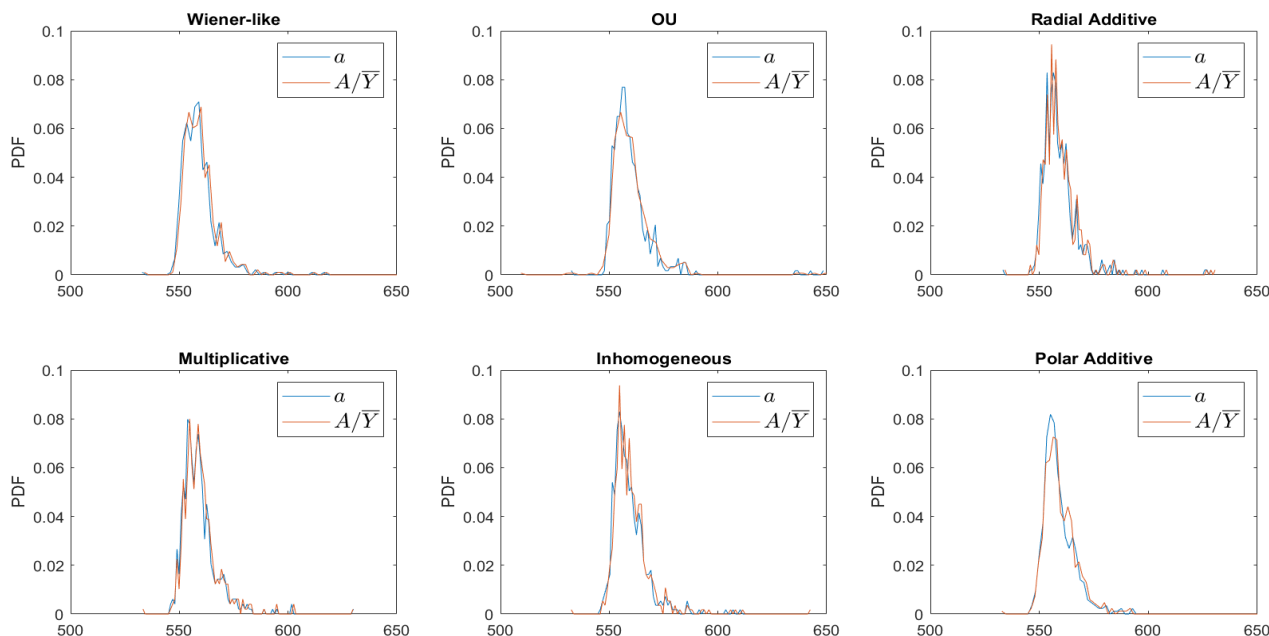 Wiener-like
0.1
0.08
0.06
0.04
0.02
0
PDF
500 550 600 650
a
A/Y̅
OU
0.1
0.08
0.06
0.04
0.02
0
PDF
500 550 600 650
a
A/Y̅
Radial Additive
0.1
0.08
0.06
0.04
0.02
0
PDF
500 550 600 650
a
A/Y̅
Multiplicative
0.1
0.08
0.06
0.04
0.02
0
PDF
500 550 600 650
a
A/Y̅
Inhomogeneous
0.1
0.08
0.06
0.04
0.02
0
PDF
500 550 600 650
a
A/Y̅
Polar Additive
0.1
0.08
0.06
0.04
0.02
0
PDF
500 550 600 650
a
A/Y̅